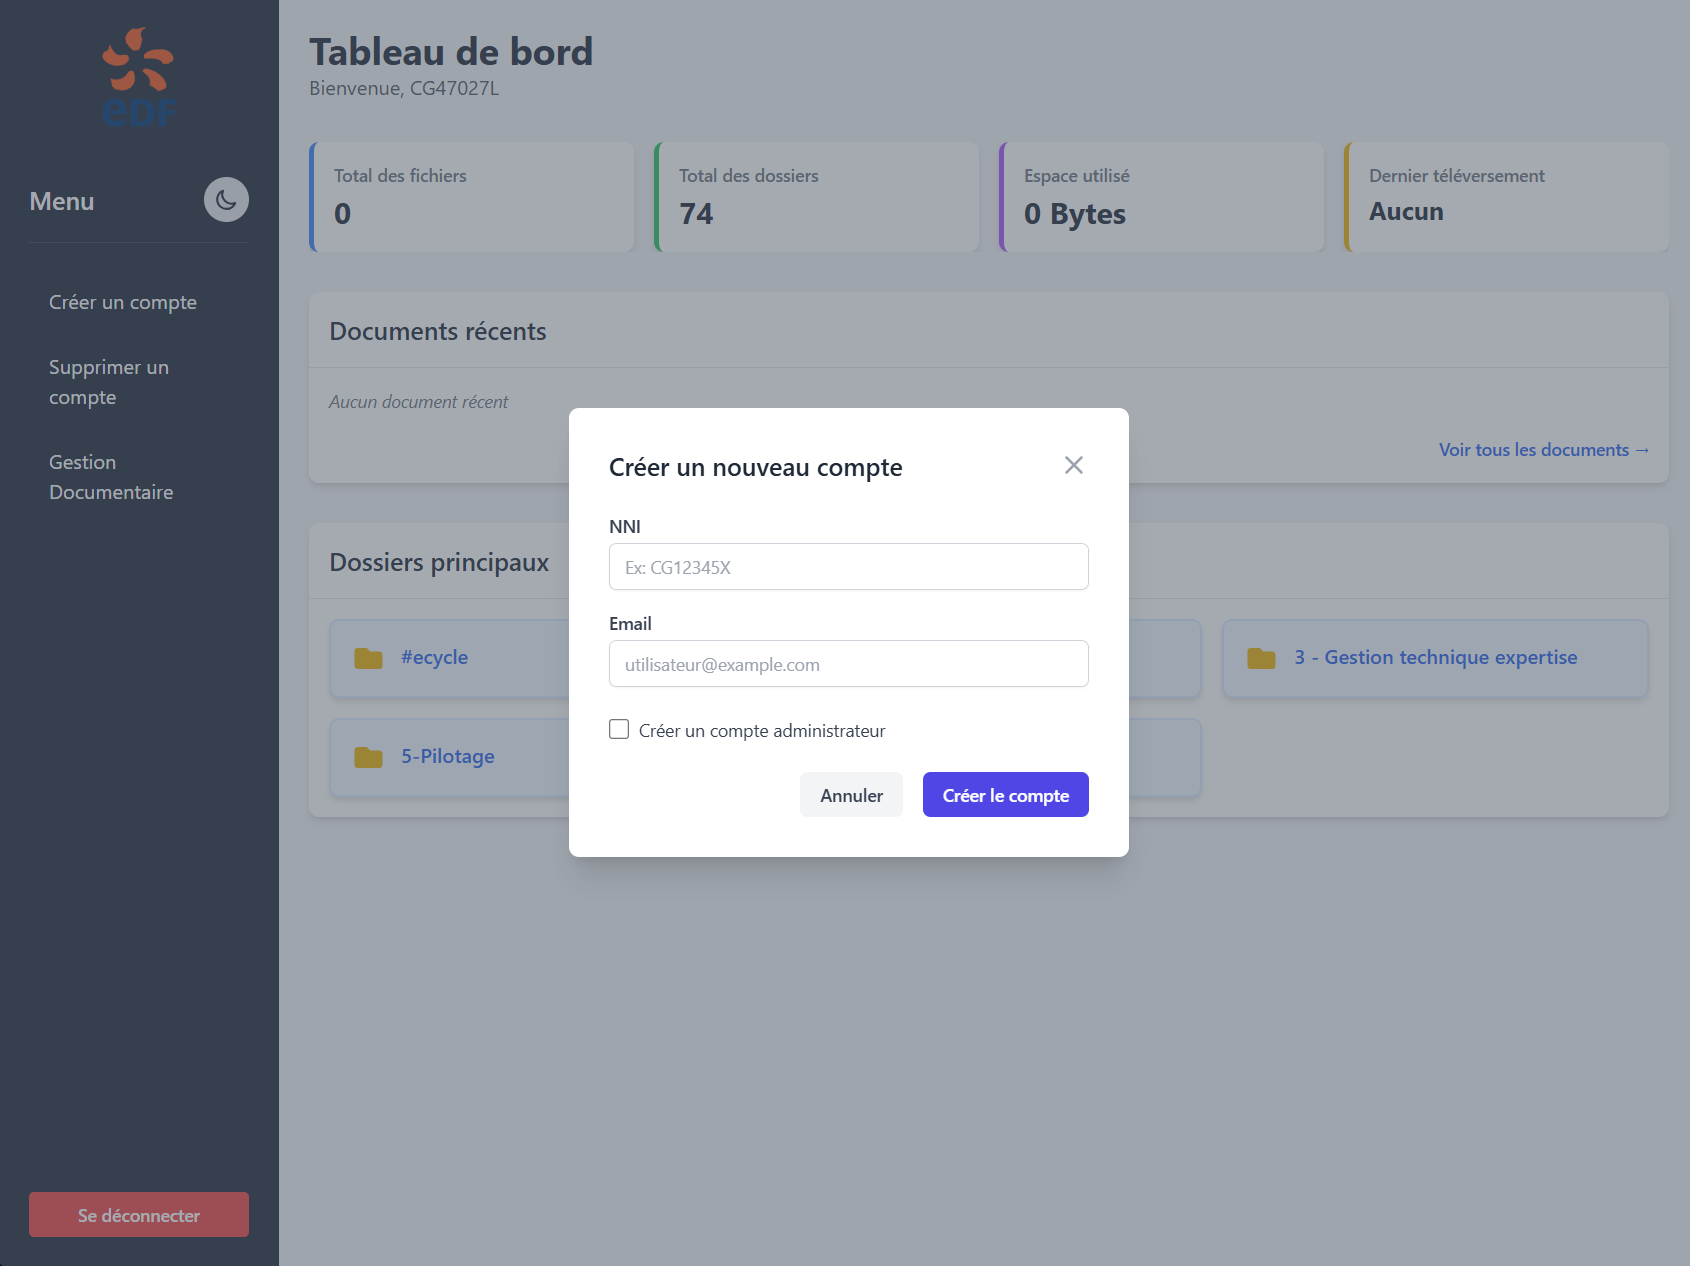 eDF
Menu
Créer un compte
Supprimer un
compte
Gestion
Documentaire
Se déconnecter
Tableau de bord
Bienvenue, CG47027L
Total des fichiers
0
Total des dossiers
74
Espace utilisé
0 Bytes
Dernier téléversement
Aucun
Documents récents
Aucun document récent
Voir tous les documents →
Dossiers principaux
#ecycle
3 - Gestion technique expertise
5-Pilotage
Créer un nouveau compte
NNI
Ex: CG12345X
Email
utilisateur@example.com
Créer un compte administrateur
Annuler
Créer le compte